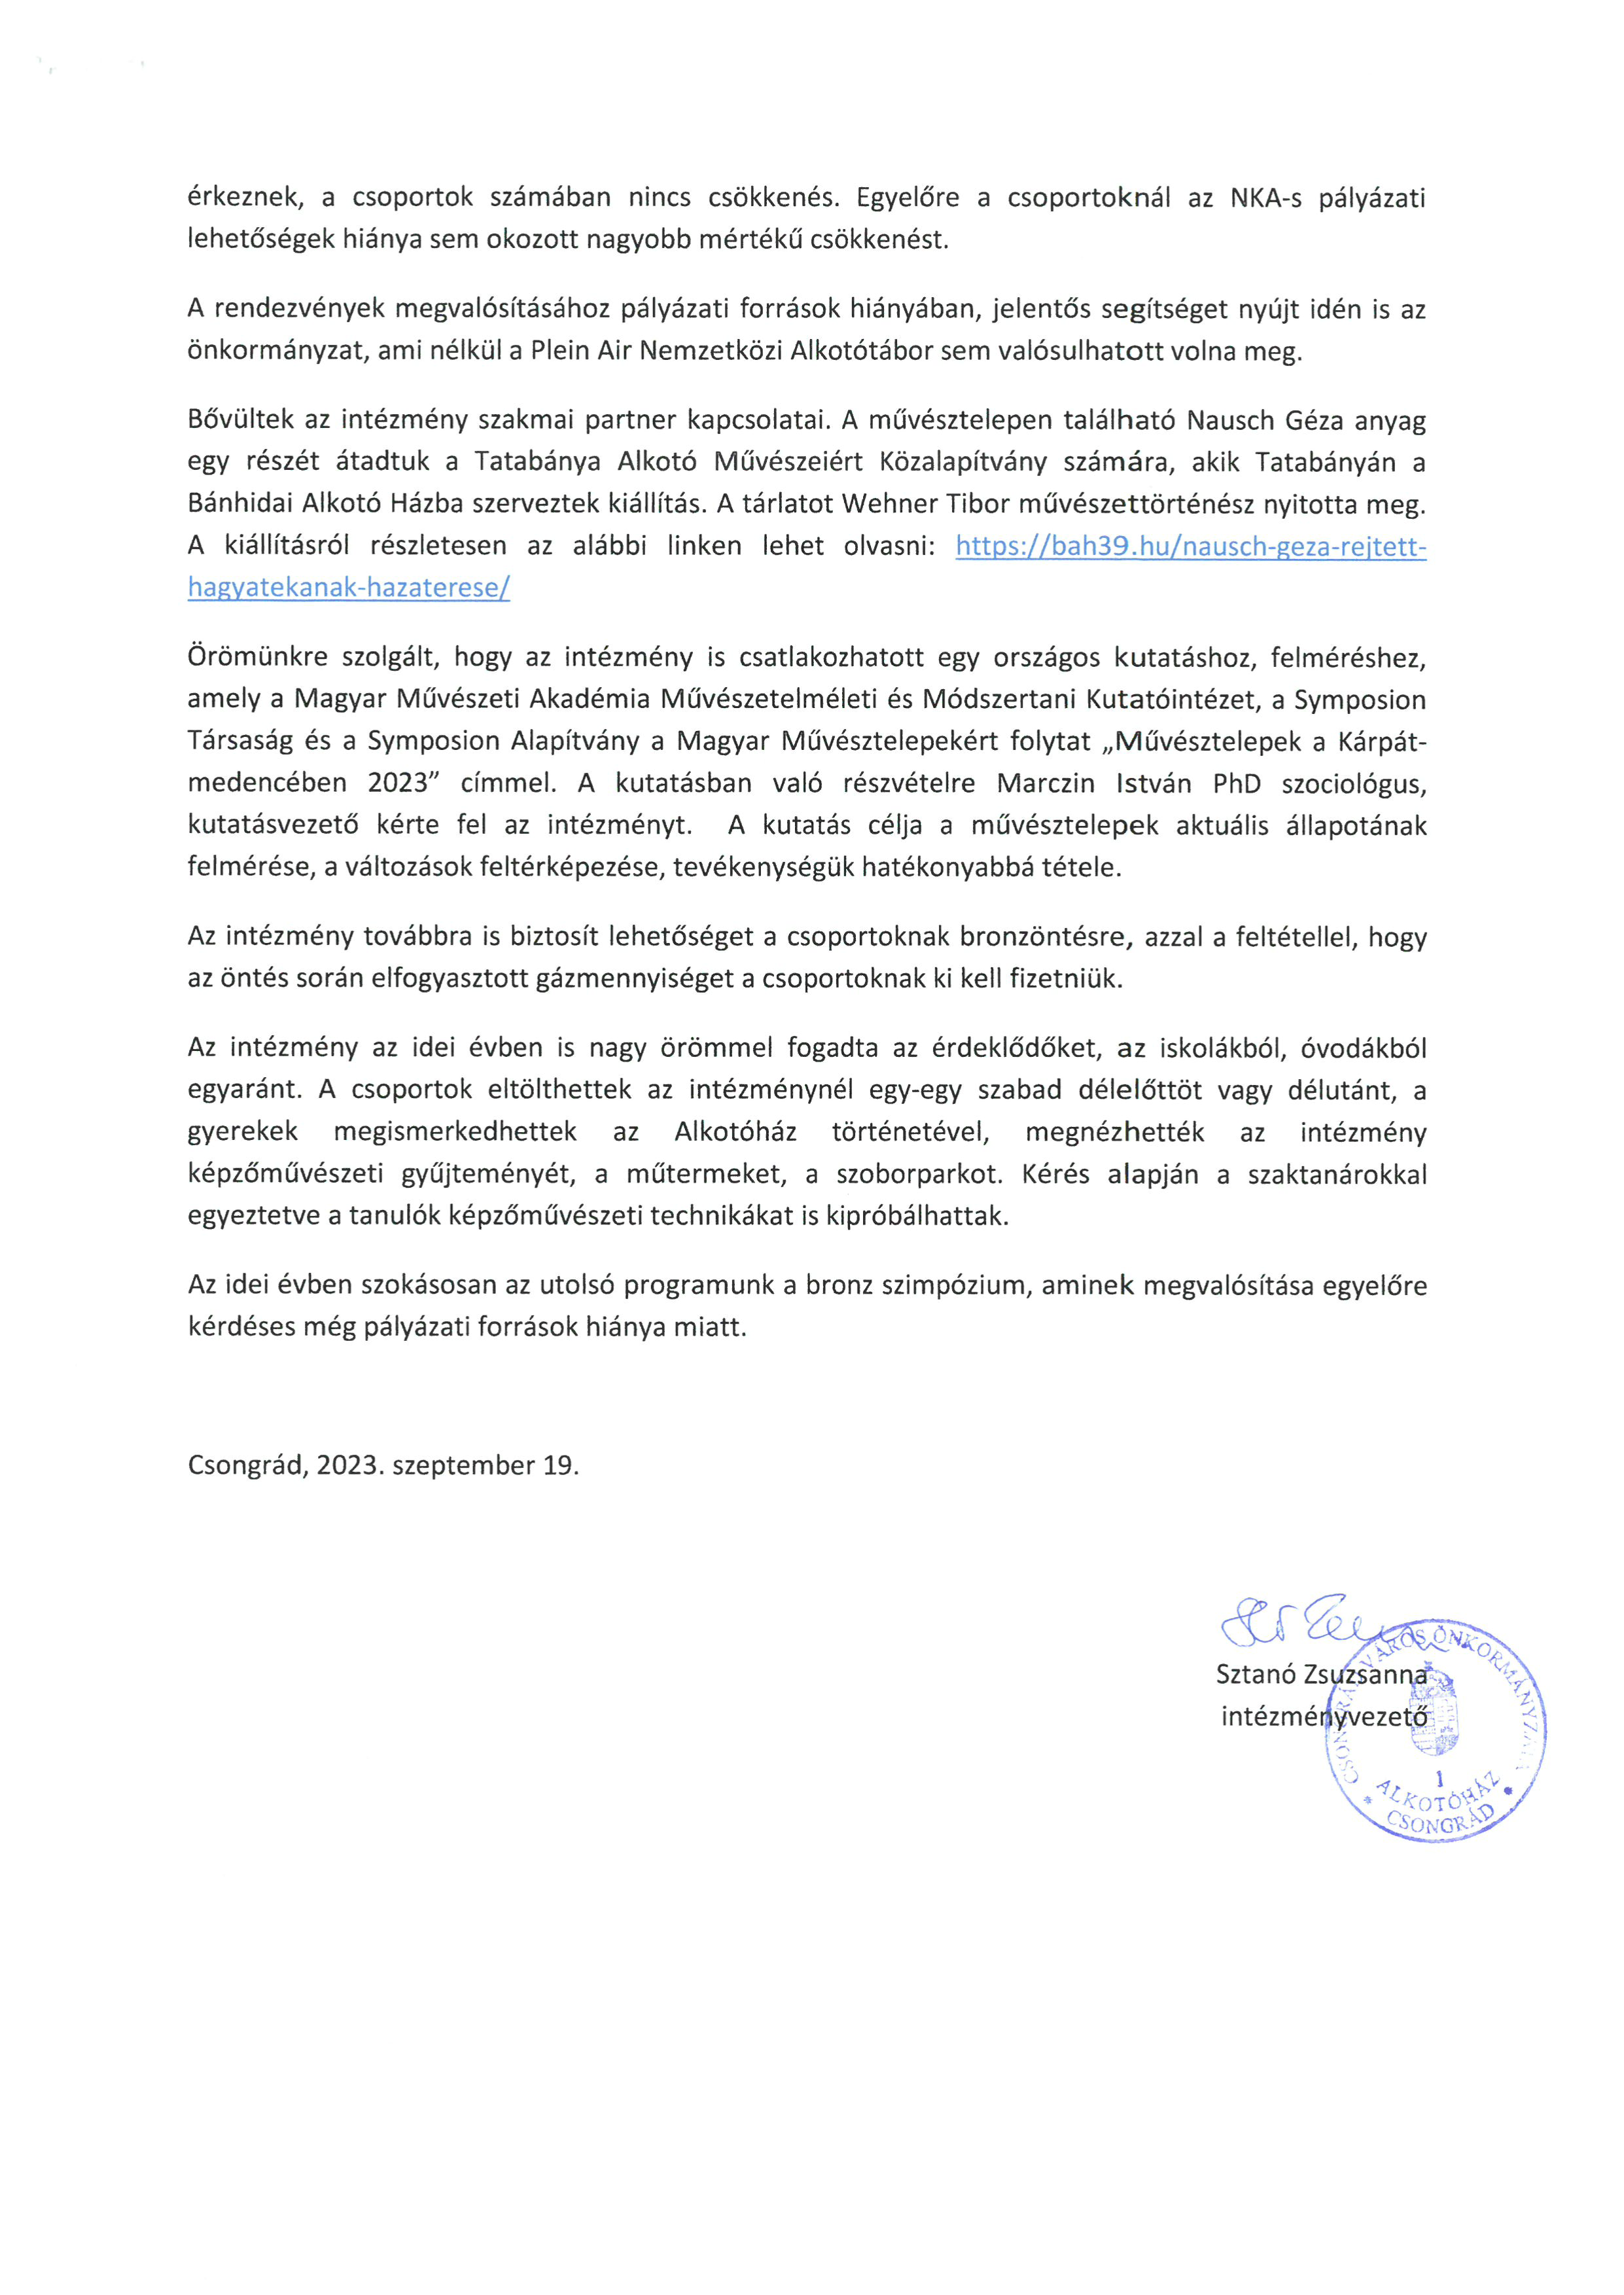 érkeznek, a csoportok számában nincs csökkenés. Egyelőre a csoportoknál az NKA-s pályázati
lehetőségek hiánya sem okozott nagyobb mértékű csökkenést.
A rendezvények megvalósításához pályázati források hiányában, jelentős segítséget nyújt idén is az
önkormányzat, ami nélkül a Plein Air Nemzetközi Alkotótábor sem valósulhatott volna meg.
Bővültek az intézmény szakmai partner kapcsolatai. A művésztelepen található Nausch Géza anyag
egy részét átadtuk a Tatabánya Alkotó Művészeiért Közalapítvány számára, akik Tatabányán a
Bánhidai Alkotó Házba szerveztek kiállítás. A tárlatot Wehner Tibor művészettörténész nyitotta meg.
A kiállításról részletesen az alábbi linken lehet olvasni: https://bah39.hu/nausch-geza-rejtett-
hagyatekanak-hazaterese/
Örömünkre szolgált, hogy az intézmény is csatlakozhatott egy országos kutatáshoz, felméréshez,
amely a Magyar Művészeti Akadémia Művészetelméleti és Módszertani Kutatóintézet, a Symposion
Társaság és a Symposion Alapítvány a Magyar Művésztelepekért folytat „Művésztelepek a Kárpát-
medencében 2023” címmel. A kutatásban való részvételre Marczin István PhD szociológus,
kutatásvezető kérte fel az intézményt. A kutatás célja a művésztelepek aktuális állapotának
felmérése, a változások feltérképezése, tevékenységük hatékonyabbá tétele.
Az intézmény továbbra is biztosít lehetőséget a csoportoknak bronzöntésre, azzal a feltétellel, hogy
az öntés során elfogyasztott gázmennyiséget a csoportoknak ki kell fizetniük.
Az intézmény az idei évben is nagy örömmel fogadta az érdeklődőket, az iskolákból, óvodákból
egyaránt. A csoportok eltölthettek az intézménynél egy-egy szabad délelőttöt vagy délutánt, a
gyerekek megismerkedhettek az Alkotóház történetével, megnézhették az intézmény
képzőművészeti gyűjteményét, a műtermeket, a szoborparkot. Kérés alapján a szaktanárokkal
egyeztetve a tanulók képzőművészeti technikákat is kipróbálhattak.
Az idei évben szokásosan az utolsó programunk a bronz szimpózium, aminek megvalósítása egyelőre
kérdéses még pályázati források hiánya miatt.
Csongrád, 2023. szeptember 19.
Sztanó Zsuzsanna
intézményvezető
CSONGRÁD VÁROS ÖNKORMÁNYZATA
1
ALKOTÓHÁZ
CSONGRÁD